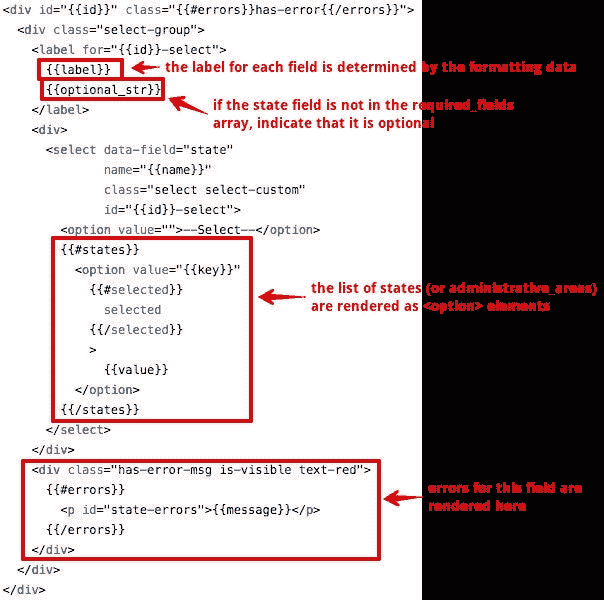 <div id="{{id}}" class="{{#errors}}has-error{{/errors}}">
<div class="select-group">
<label for="{{id}}-select">
{{label}} the label for each field is determined by the formatting data
{{optional_str}} if the state field is not in the required_fields
</label> array, indicate that it is optional
<div>
<select data-field="state"
name="{{name}}"
class="select select-custom"
id="{{id}}-select">
<option value="">--Select--</option>
{{#states}}
<option value="{{key}}"
{{#selected}} the list of states (or administrative_areas)
selected are rendered as <option> elements
{{/selected}}
>
{{value}}
</option>
{{/states}}
</select>
</div>
<div class="has-error-msg is-visible text-red">
{{#errors}} errors for this field are
<p id="state-errors">{{message}}</p> rendered here
{{/errors}}
</div>
</div>
</div>